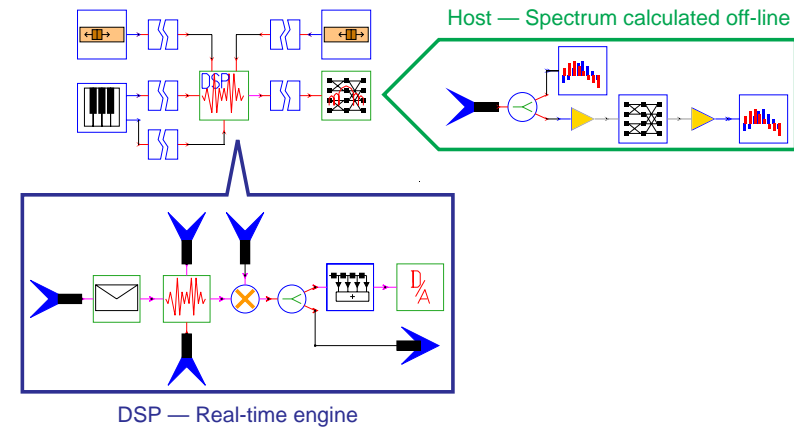 Host — Spectrum calculated off-line
DSP
D/A
+
DSP — Real-time engine